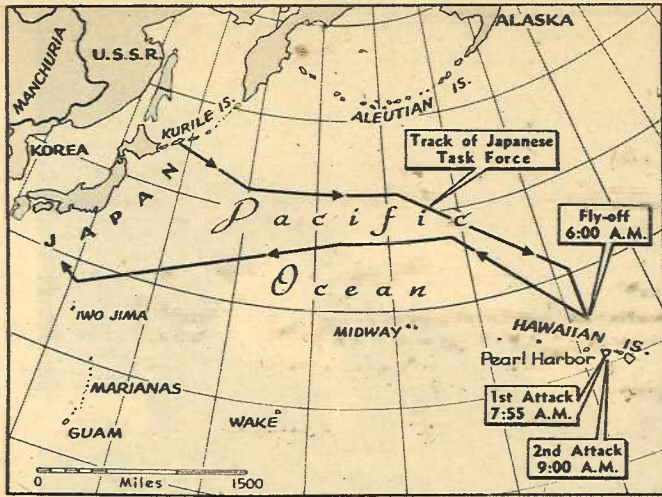 ALASKA
U.S.S.R.
MANCHURIA
ALEUTIAN IS.
KURILE IS.
KOREA
JAPAN
Track of Japanese
Task Force
Pacific
Ocean
Fly-off
6:00 A.M.
IWO JIMA
MIDWAY
HAWAIIAN IS.
Pearl Harbor
MARIANAS
1st Attack
7:55 A.M.
GUAM
WAKE
2nd Attack
9:00 A.M.
0 1500
Miles